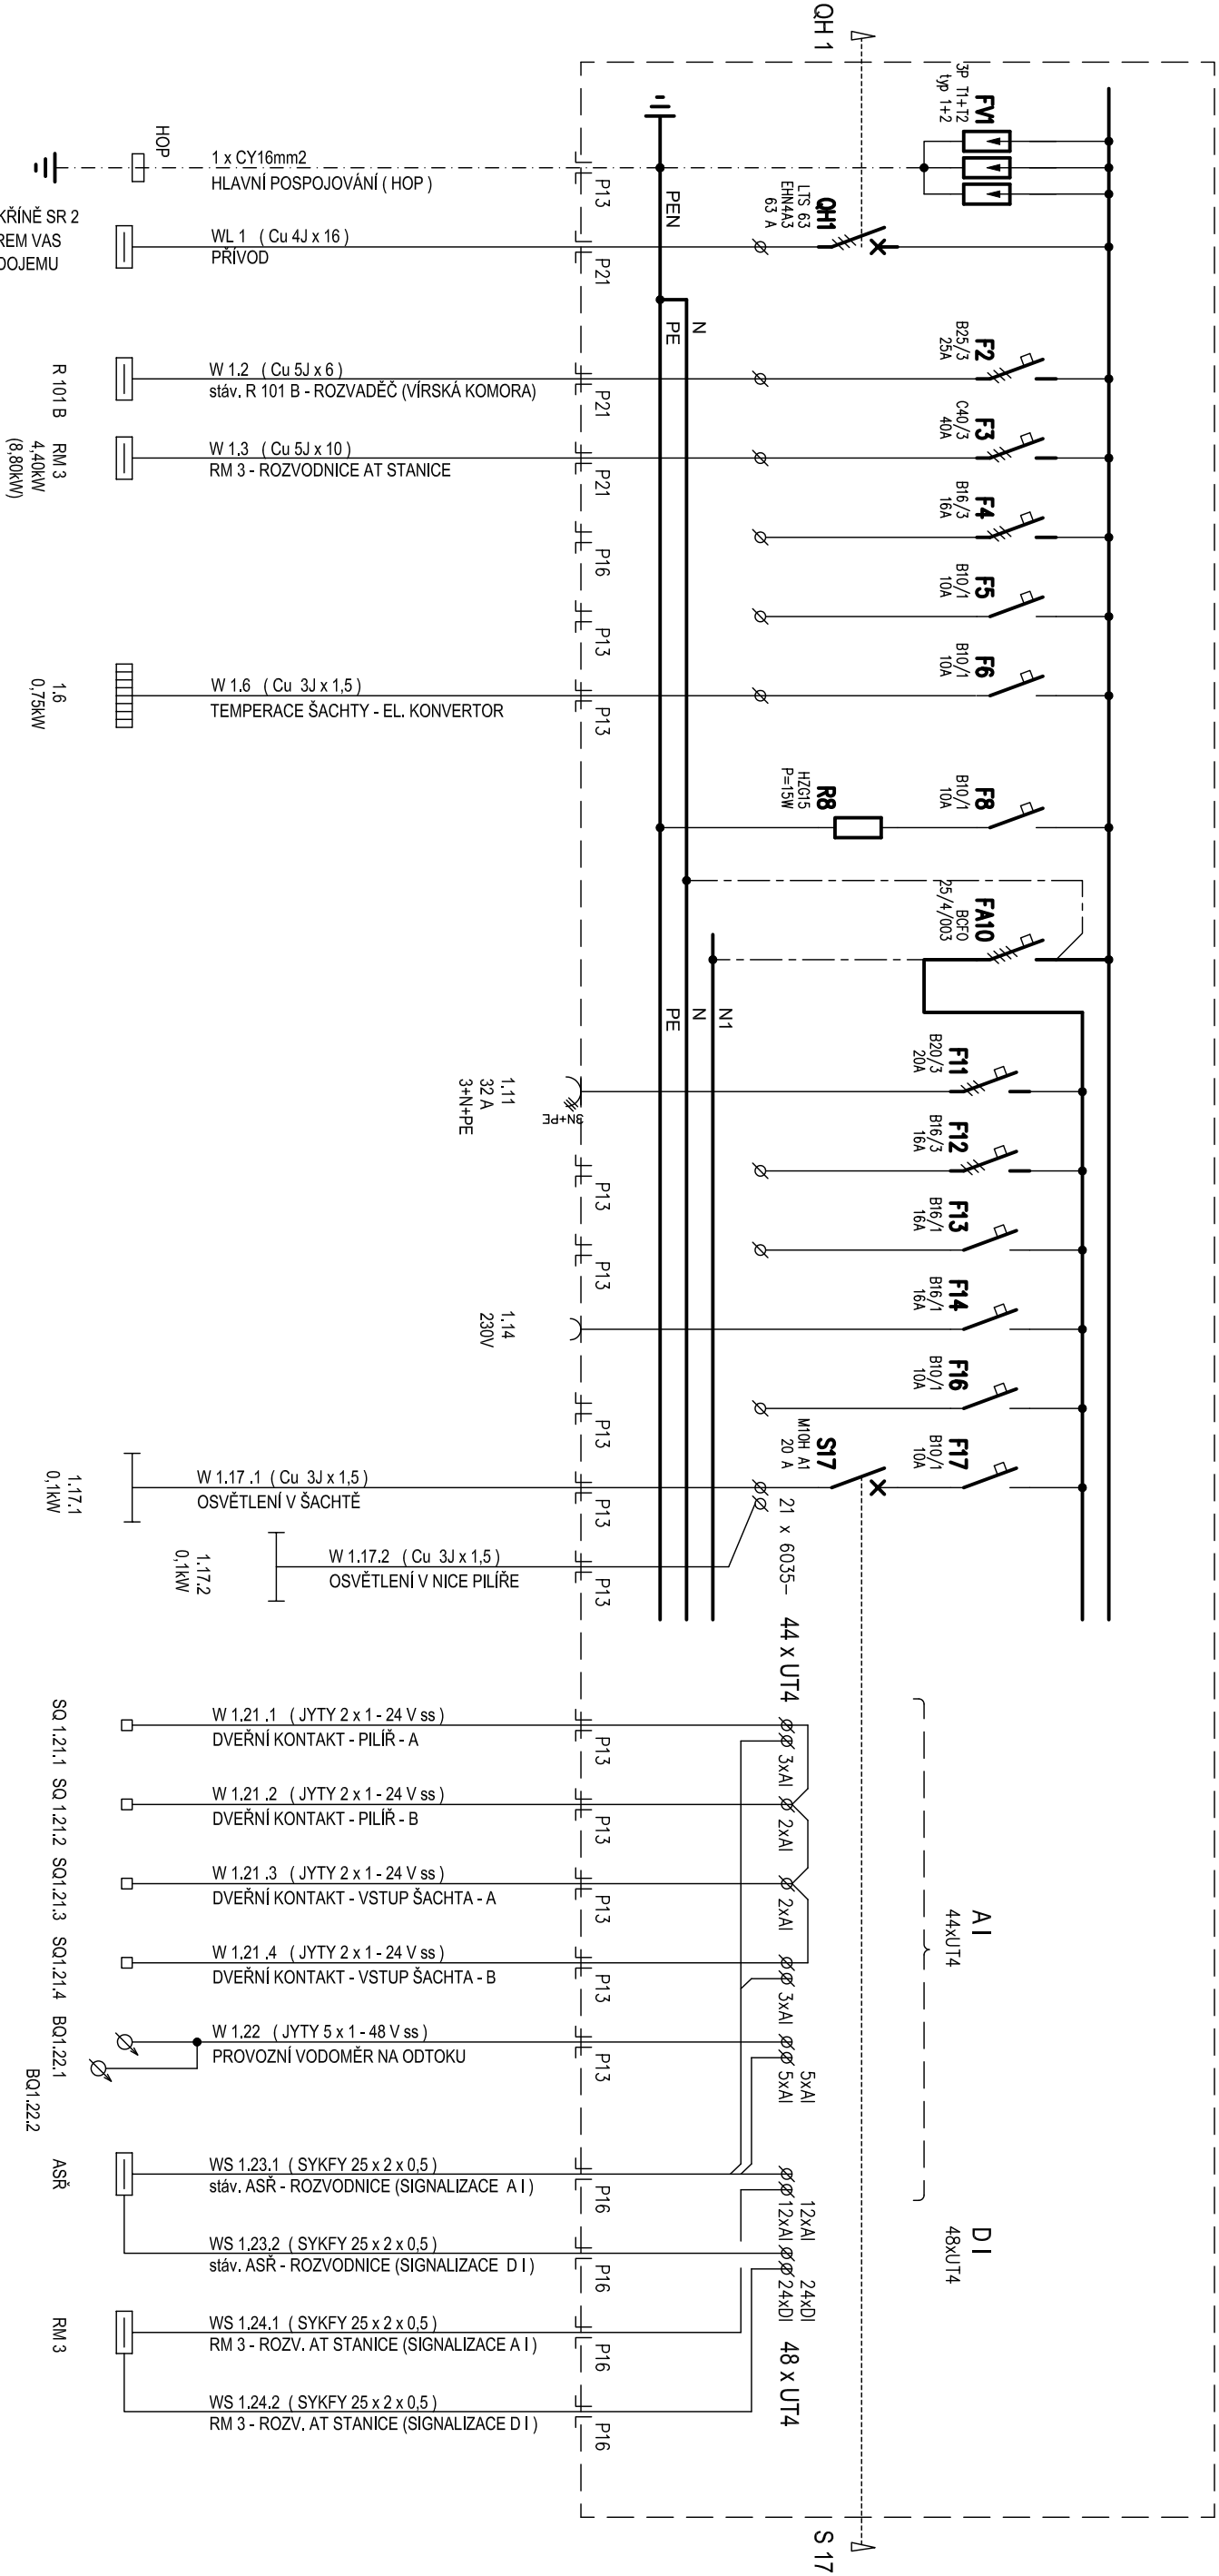 QH 1
FV1
3P T1+T2
typ 1+2
QH1
LTS 63
EHN4A3
63 A
F2
B25/3
25A
F3
C40/3
40A
F4
B16/3
16A
F5
B10/1
10A
F6
B10/1
10A
F8
B10/1
10A
R8
HZG15
P=15W
FA10
BCFO
25/4/003
F11
B20/3
20A
F12
B16/3
16A
F13
B16/1
16A
F14
B16/1
16A
F16
B10/1
10A
F17
B10/1
10A
S17
M10H A1
20 A
PEN
N
PE
N1
N
PE
21 x 6035-
44 x UT4
3xAI
2xAI
2xAI
3xAI
5xAI
5xAI
12xAI
12xAI
24xDI
24xDI
48 x UT4
A I
44xUT4
D I
48xUT4
S 17
P13
P21
P21
P21
P16
P13
P13
3N+PE
P13
P13
P13
P13
P13
P13
P13
P13
P13
P13
P16
P16
P16
P16
HOP
1 x CY16mm2
HLAVNÍ POSPOJOVÁNÍ ( HOP )
KŘÍNĚ SR 2
REM VAS
DOJEMU
WL 1 ( Cu 4J x 16 )
PŘÍVOD
W 1.2 ( Cu 5J x 6 )
stáv. R 101 B - ROZVADĚČ (VÍRSKÁ KOMORA)
R 101 B
W 1.3 ( Cu 5J x 10 )
RM 3 - ROZVODNICE AT STANICE
RM 3
4,40kW
(8,80kW)
W 1.6 ( Cu 3J x 1,5 )
TEMPERACE ŠACHTY - EL. KONVERTOR
1.6
0,75kW
1.11
32 A
3+N+PE
1.14
230V
W 1.17 .1 ( Cu 3J x 1,5 )
OSVĚTLENÍ V ŠACHTĚ
1.17.1
0,1kW
W 1.17.2 ( Cu 3J x 1,5 )
OSVĚTLENÍ V NICE PILÍŘE
1.17.2
0,1kW
W 1.21 .1 ( JYTY 2 x 1 - 24 V ss )
DVEŘNÍ KONTAKT - PILÍŘ - A
SQ 1.21.1
W 1.21 .2 ( JYTY 2 x 1 - 24 V ss )
DVEŘNÍ KONTAKT - PILÍŘ - B
SQ 1.21.2
W 1.21 .3 ( JYTY 2 x 1 - 24 V ss )
DVEŘNÍ KONTAKT - VSTUP ŠACHTA - A
SQ1.21.3
W 1.21 .4 ( JYTY 2 x 1 - 24 V ss )
DVEŘNÍ KONTAKT - VSTUP ŠACHTA - B
SQ1.21.4
W 1.22 ( JYTY 5 x 1 - 48 V ss )
PROVOZNÍ VODOMĚR NA ODTOKU
BQ1.22.1
BQ1.22.2
WS 1.23.1 ( SYKFY 25 x 2 x 0,5 )
stáv. ASŘ - ROZVODNICE (SIGNALIZACE A I )
ASŘ
WS 1.23.2 ( SYKFY 25 x 2 x 0,5 )
stáv. ASŘ - ROZVODNICE (SIGNALIZACE D I )
WS 1.24.1 ( SYKFY 25 x 2 x 0,5 )
RM 3 - ROZV. AT STANICE (SIGNALIZACE A I )
RM 3
WS 1.24.2 ( SYKFY 25 x 2 x 0,5 )
RM 3 - ROZV. AT STANICE (SIGNALIZACE D I )